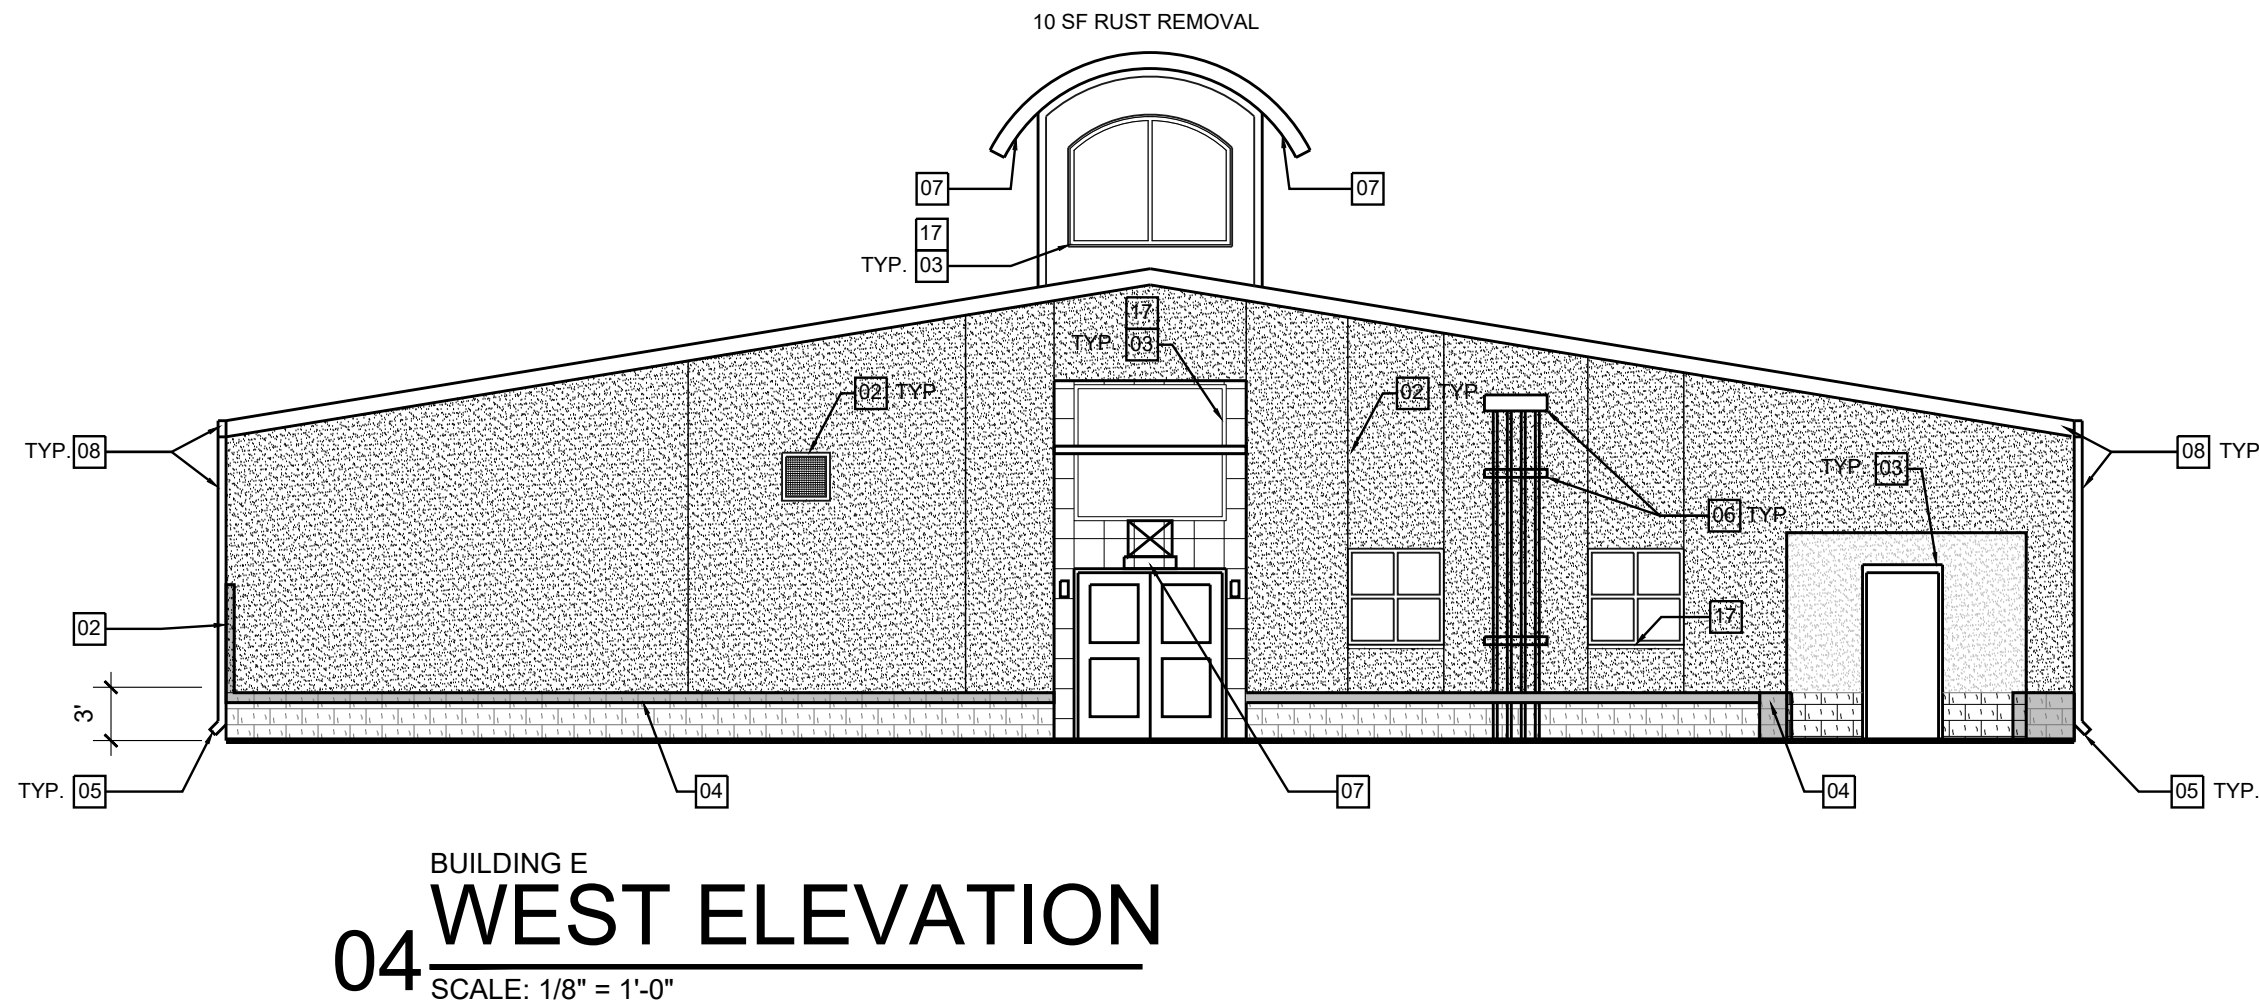 10 SF RUST REMOVAL
07
07
17
TYP. 03
17
TYP. 03
02 TYP
02 TYP
TYP. 08
08 TYP
TYP. 03
06 TYP
17
02
3'
TYP. 05
04
07
04
05 TYP.
BUILDING E
04 WEST ELEVATION
SCALE: 1/8" = 1'-0"